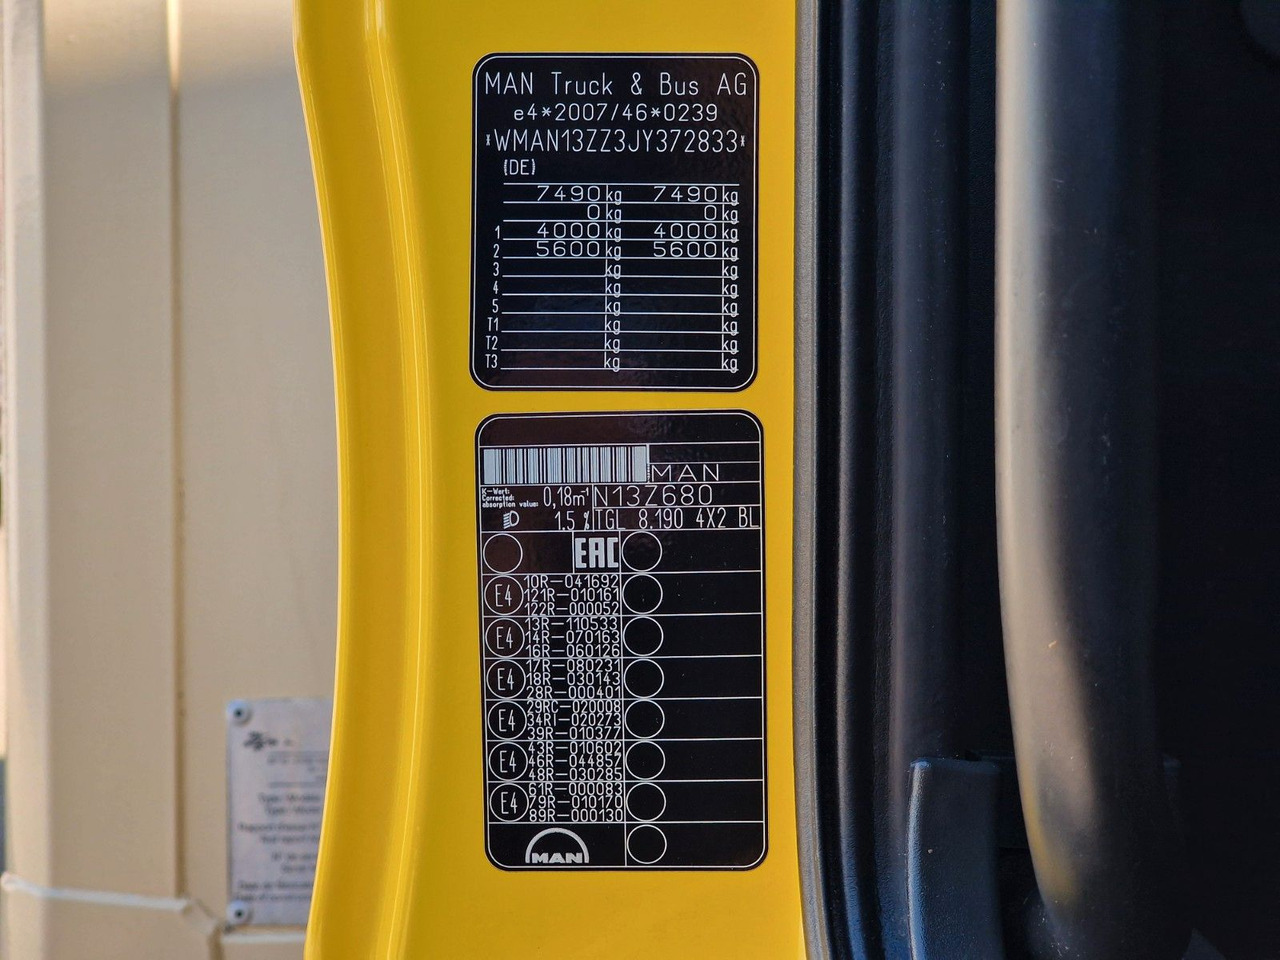 MAN Truck & Bus AG
e4*2007/46*0239
*WMAN13ZZ3JY372833*
(DE)
7490 kg 7490 kg
0 kg 0 kg
1 4000 kg 4000 kg
2 5600 kg 5600 kg
3 kg kg
4 kg kg
5 kg kg
T1 kg kg
T2 kg kg
T3 kg kg
MAN
K-Wert:
Corrected
absorption value: 0,18m⁻¹ N13Z680
1.5 % TGL 8.190 4X2 BL
EAC
10R-041692
E4 121R-010161
122R-000052
13R-110533
E4 14R-070163
16R-060126
17R-080231
E4 18R-030143
28R-000401
29RC-020008
E4 34RI-020273
39R-010377
43R-010602
E4 46R-044857
48R-030285
61R-000083
E4 79R-010170
89R-000130
MAN